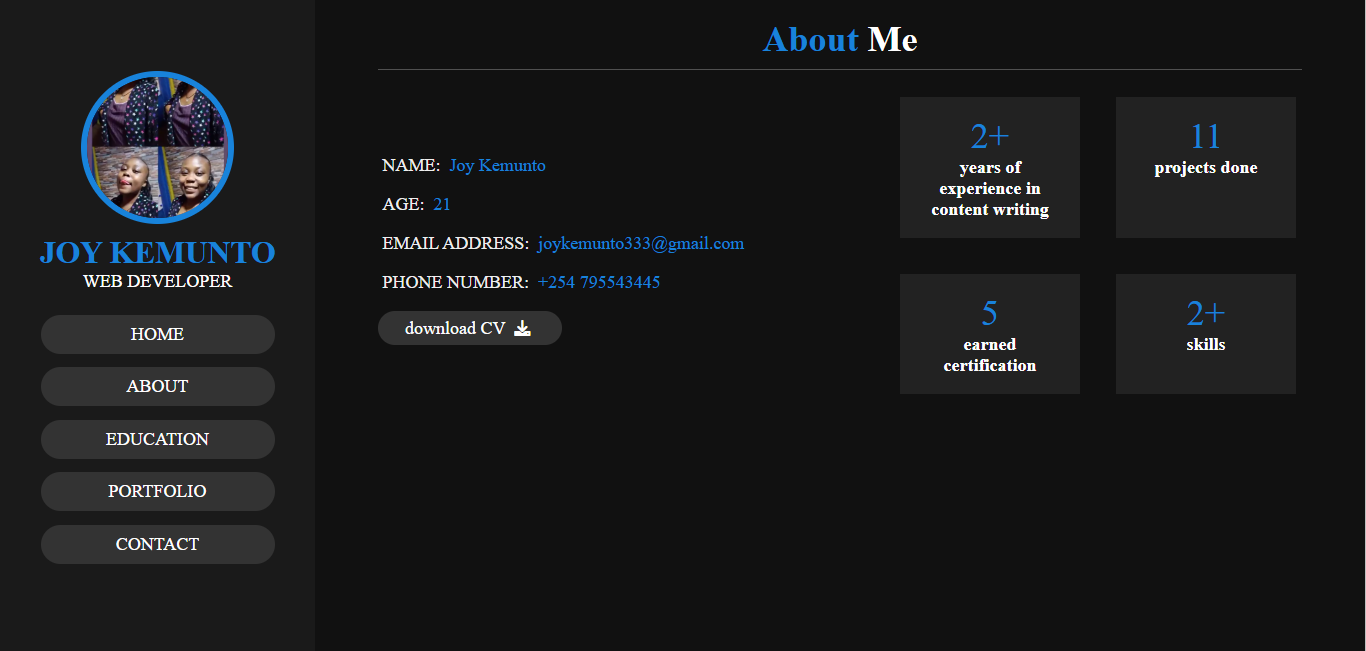 JOY KEMUNTO
WEB DEVELOPER
HOME
ABOUT
EDUCATION
PORTFOLIO
CONTACT
About Me
NAME: Joy Kemunto
AGE: 21
EMAIL ADDRESS: joykemunto333@gmail.com
PHONE NUMBER: +254 795543445
download CV
2+
years of
experience in
content writing
11
projects done
5
earned
certification
2+
skills